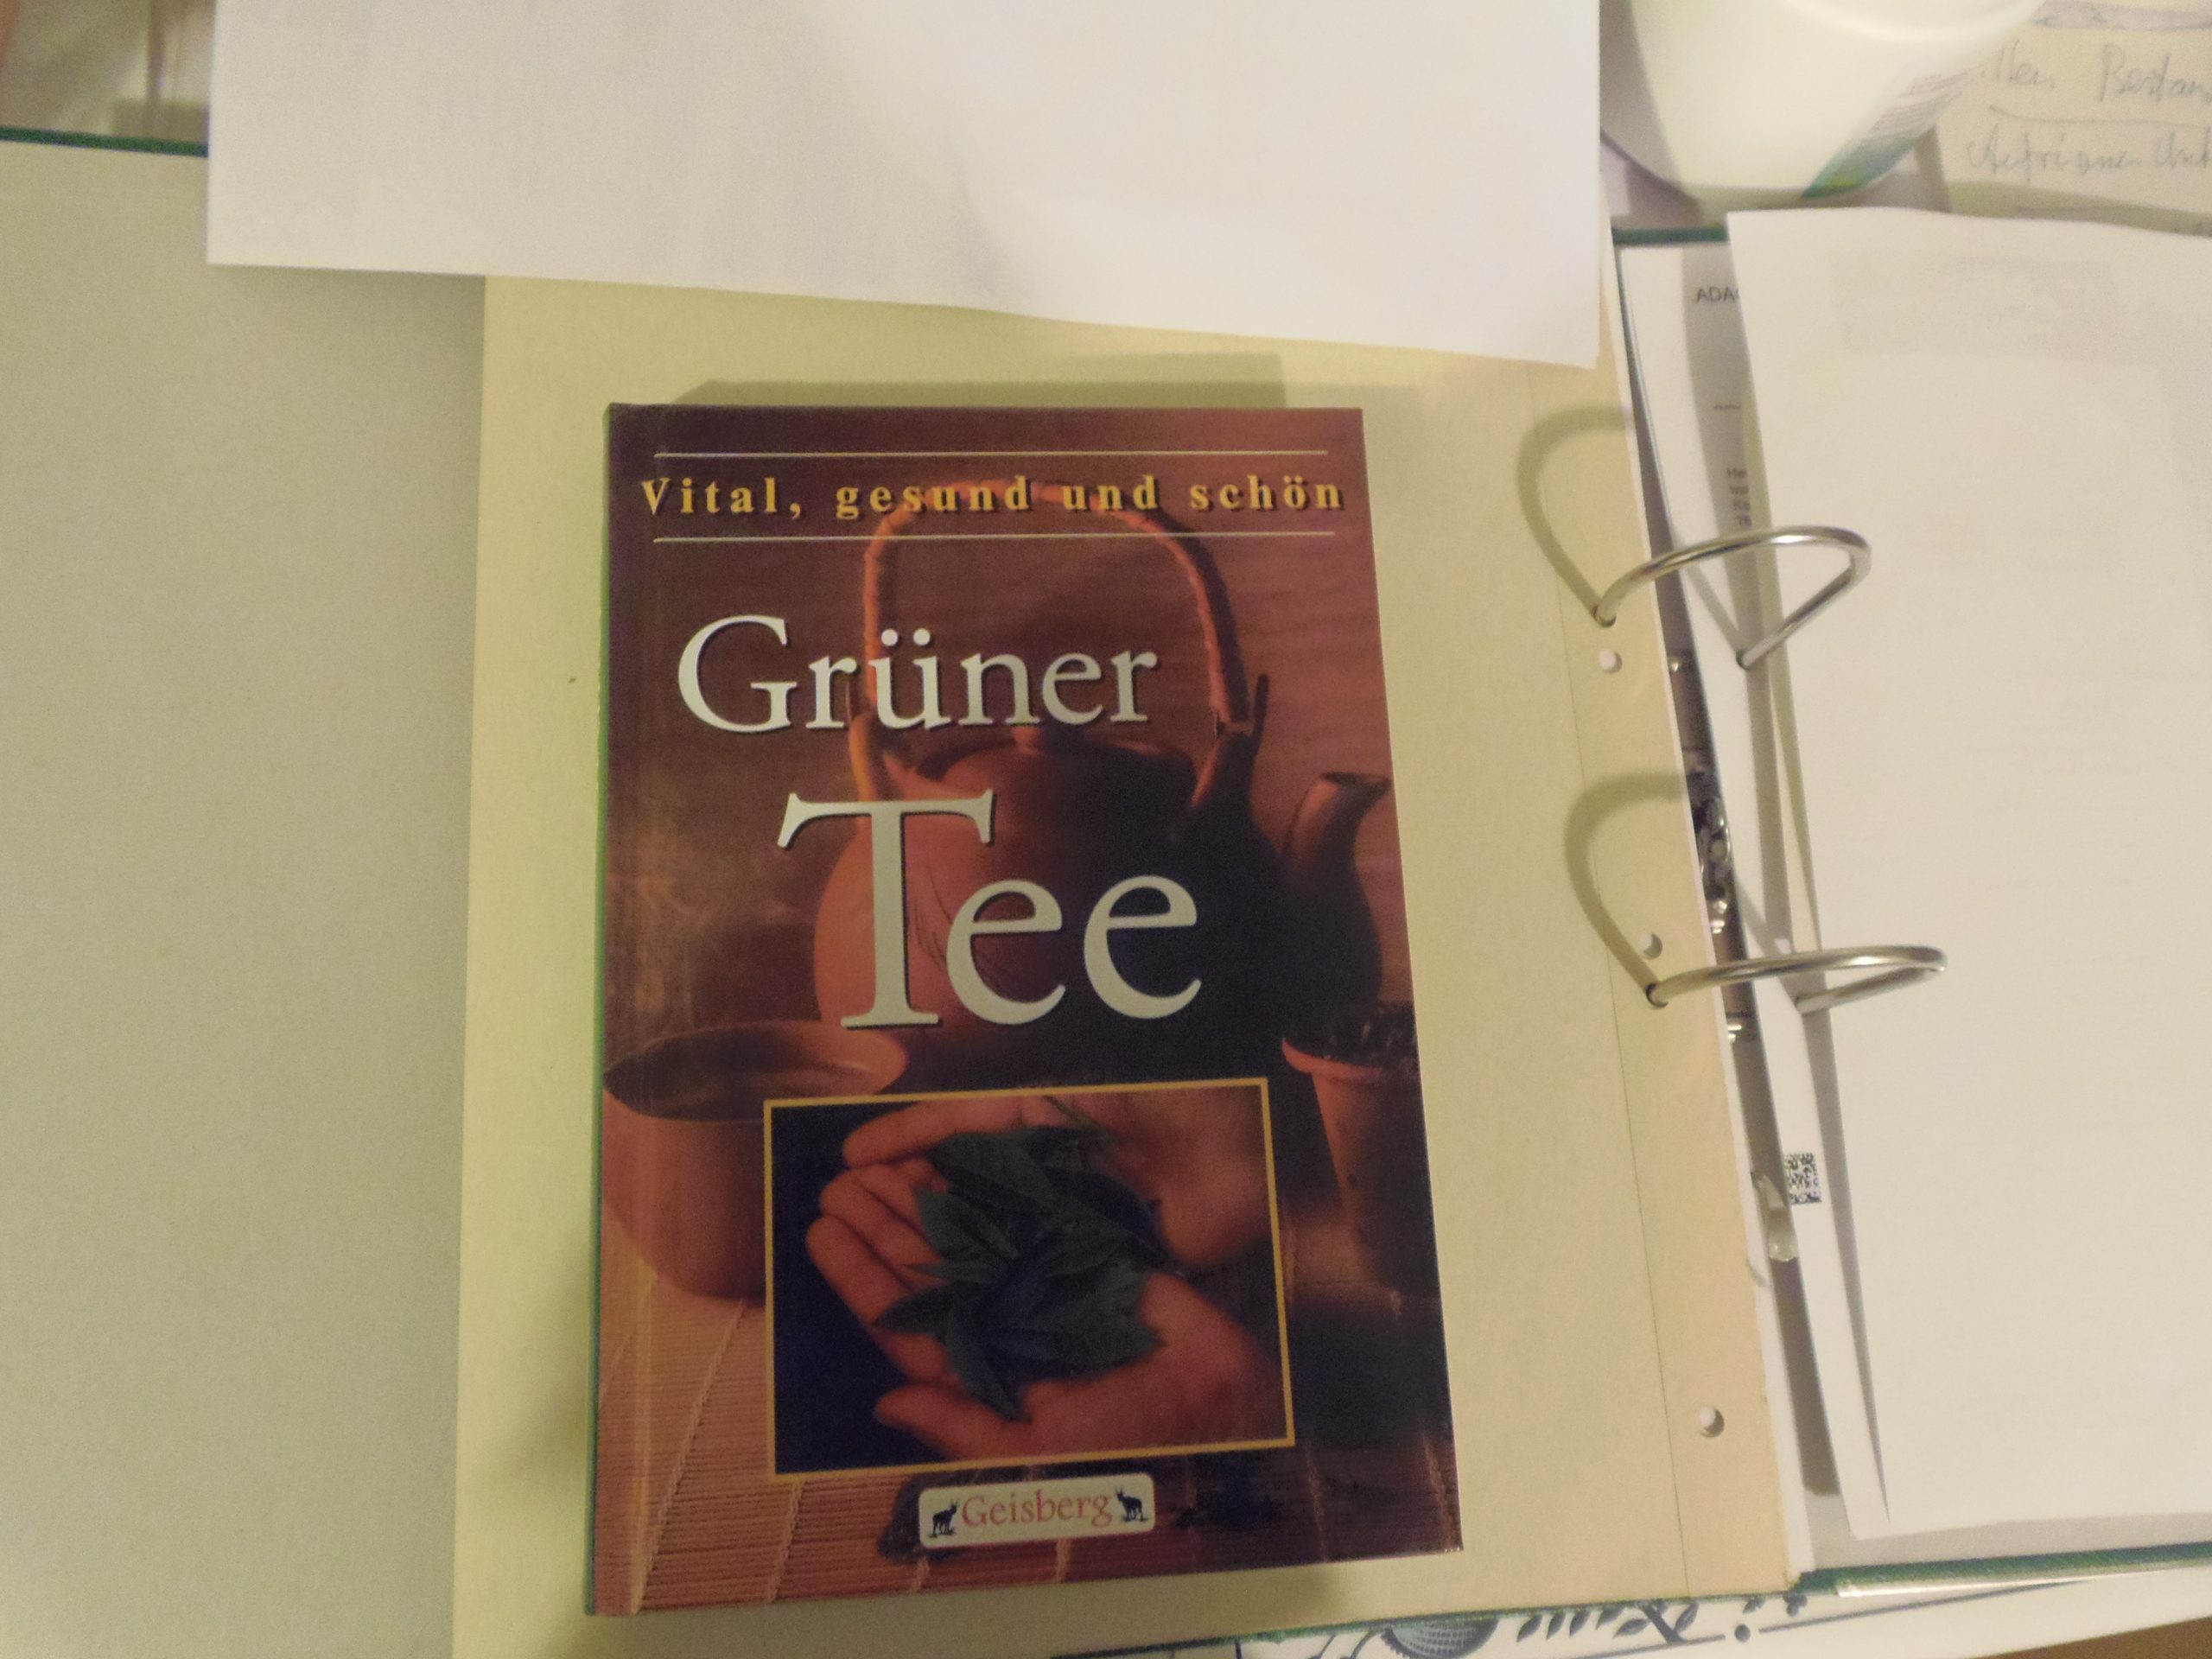 Vital, gesund und schön
Grüner
Tee
Geisberg